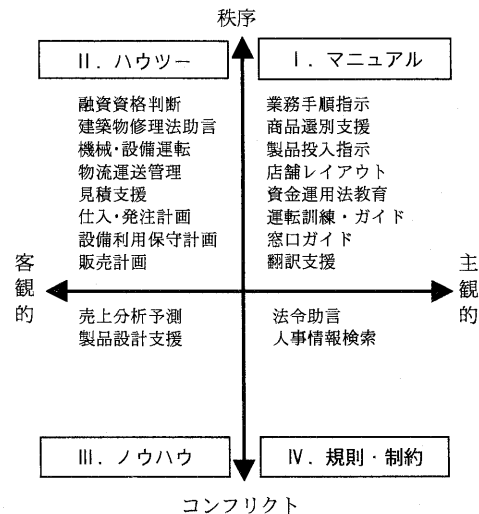 秩序
II. ハウツー
I. マニュアル
融資資格判断
建築物修理法助言
機械・設備運転
物流運送管理
見積支援
仕入・発注計画
設備利用保守計画
販売計画
業務手順指示
商品選別支援
製品投入指示
店舗レイアウト
資金運用法教育
運転訓練・ガイド
窓口ガイド
翻訳支援
客観的
主観的
売上分析予測
製品設計支援
法令助言
人事情報検索
III. ノウハウ
IV. 規則・制約
コンフリクト